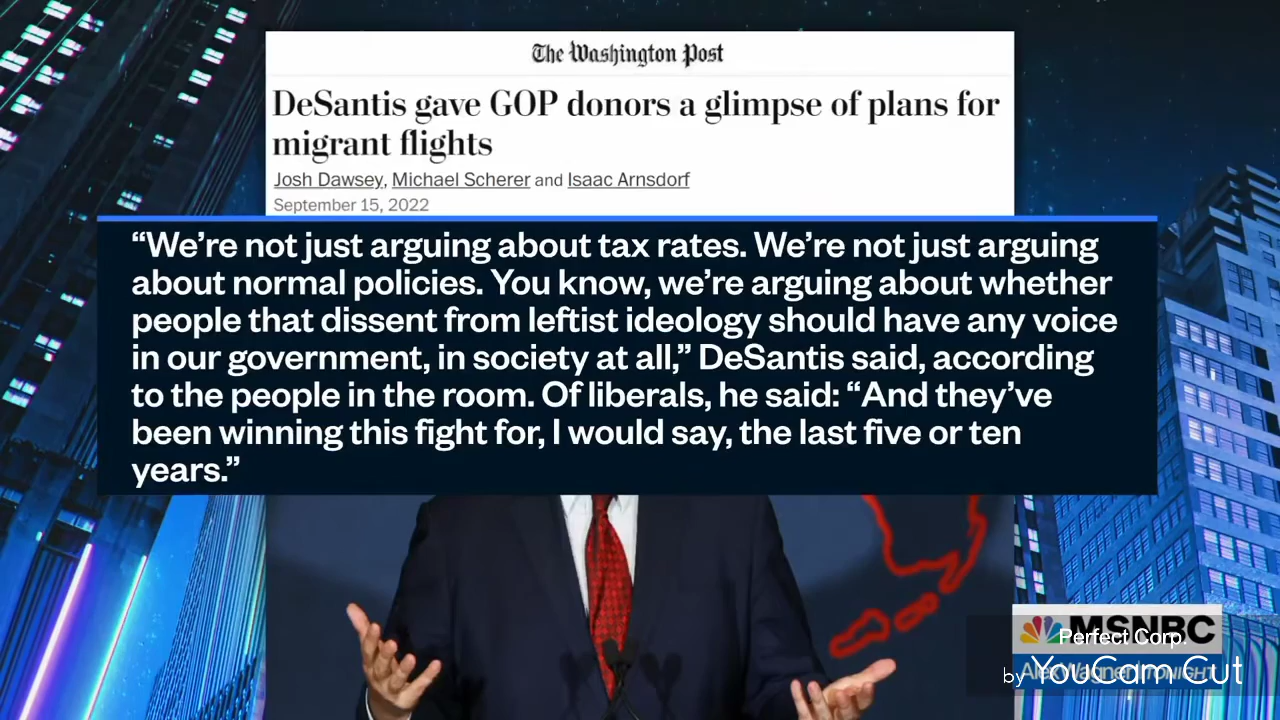 The Washington Post
DeSantis gave GOP donors a glimpse of plans for
migrant flights
Josh Dawsey, Michael Scherer and Isaac Arnsdorf
September 15, 2022
“We’re not just arguing about tax rates. We’re not just arguing
about normal policies. You know, we’re arguing about whether
people that dissent from leftist ideology should have any voice
in our government, in society at all,” DeSantis said, according
to the people in the room. Of liberals, he said: “And they’ve
been winning this fight for, I would say, the last five or ten
years.”
MSNBC
Perfect Corp.
AlexWagnerTONIGHT
by YouCam Cut